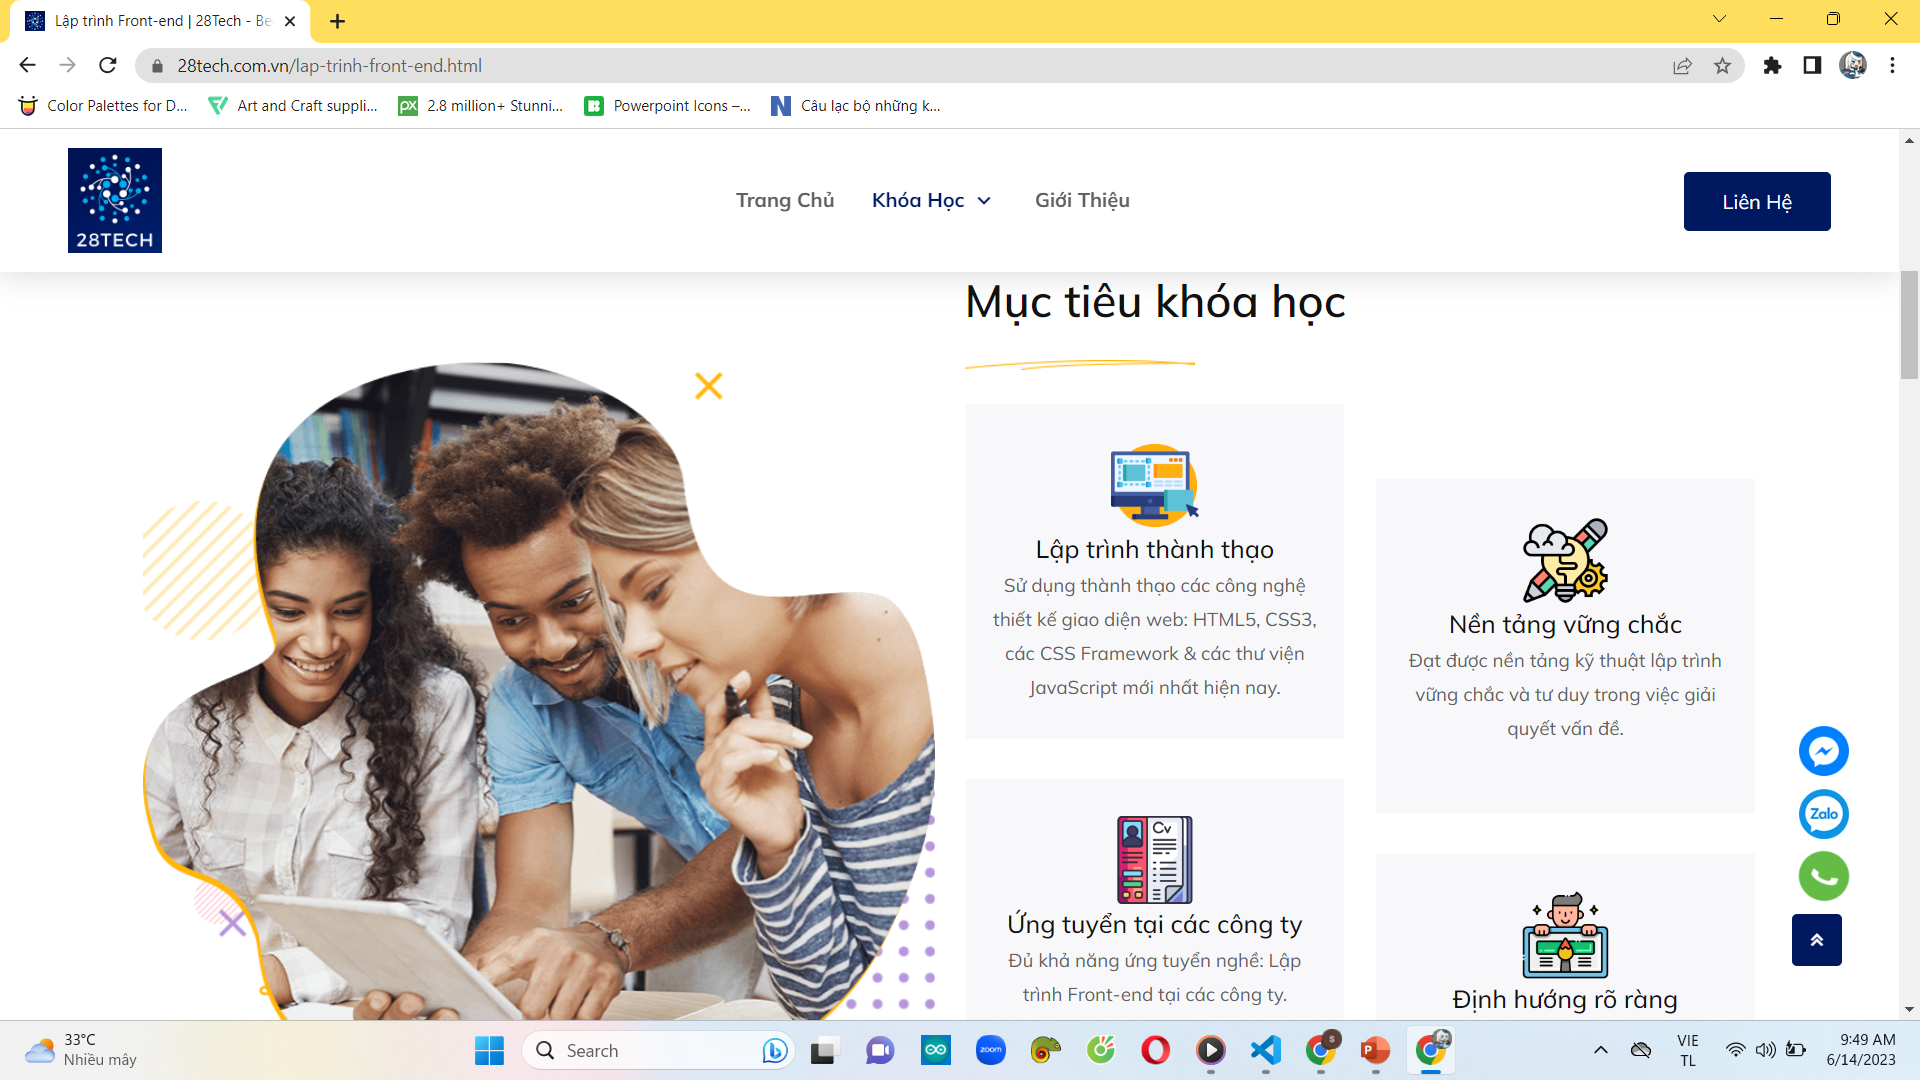 Lập trình Front-end | 28Tech - Be
28tech.com.vn/lap-trinh-front-end.html
Color Palettes for D...
Art and Craft suppli...
2.8 million+ Stunni...
Powerpoint Icons –...
Câu lạc bộ những k...
28TECH
Trang Chủ
Khóa Học
Giới Thiệu
Liên Hệ
Mục tiêu khóa học
Lập trình thành thạo
Sử dụng thành thạo các công nghệ
thiết kế giao diện web: HTML5, CSS3,
các CSS Framework & các thư viện
JavaScript mới nhất hiện nay.
Nền tảng vững chắc
Đạt được nền tảng kỹ thuật lập trình
vững chắc và tư duy trong việc giải
quyết vấn đề.
Cv
Ứng tuyển tại các công ty
Đủ khả năng ứng tuyển nghề: Lập
trình Front-end tại các công ty.
Định hướng rõ ràng
Zalo
33°C
Nhiều mây
Search
zoom
VIE
TL
9:49 AM
6/14/2023